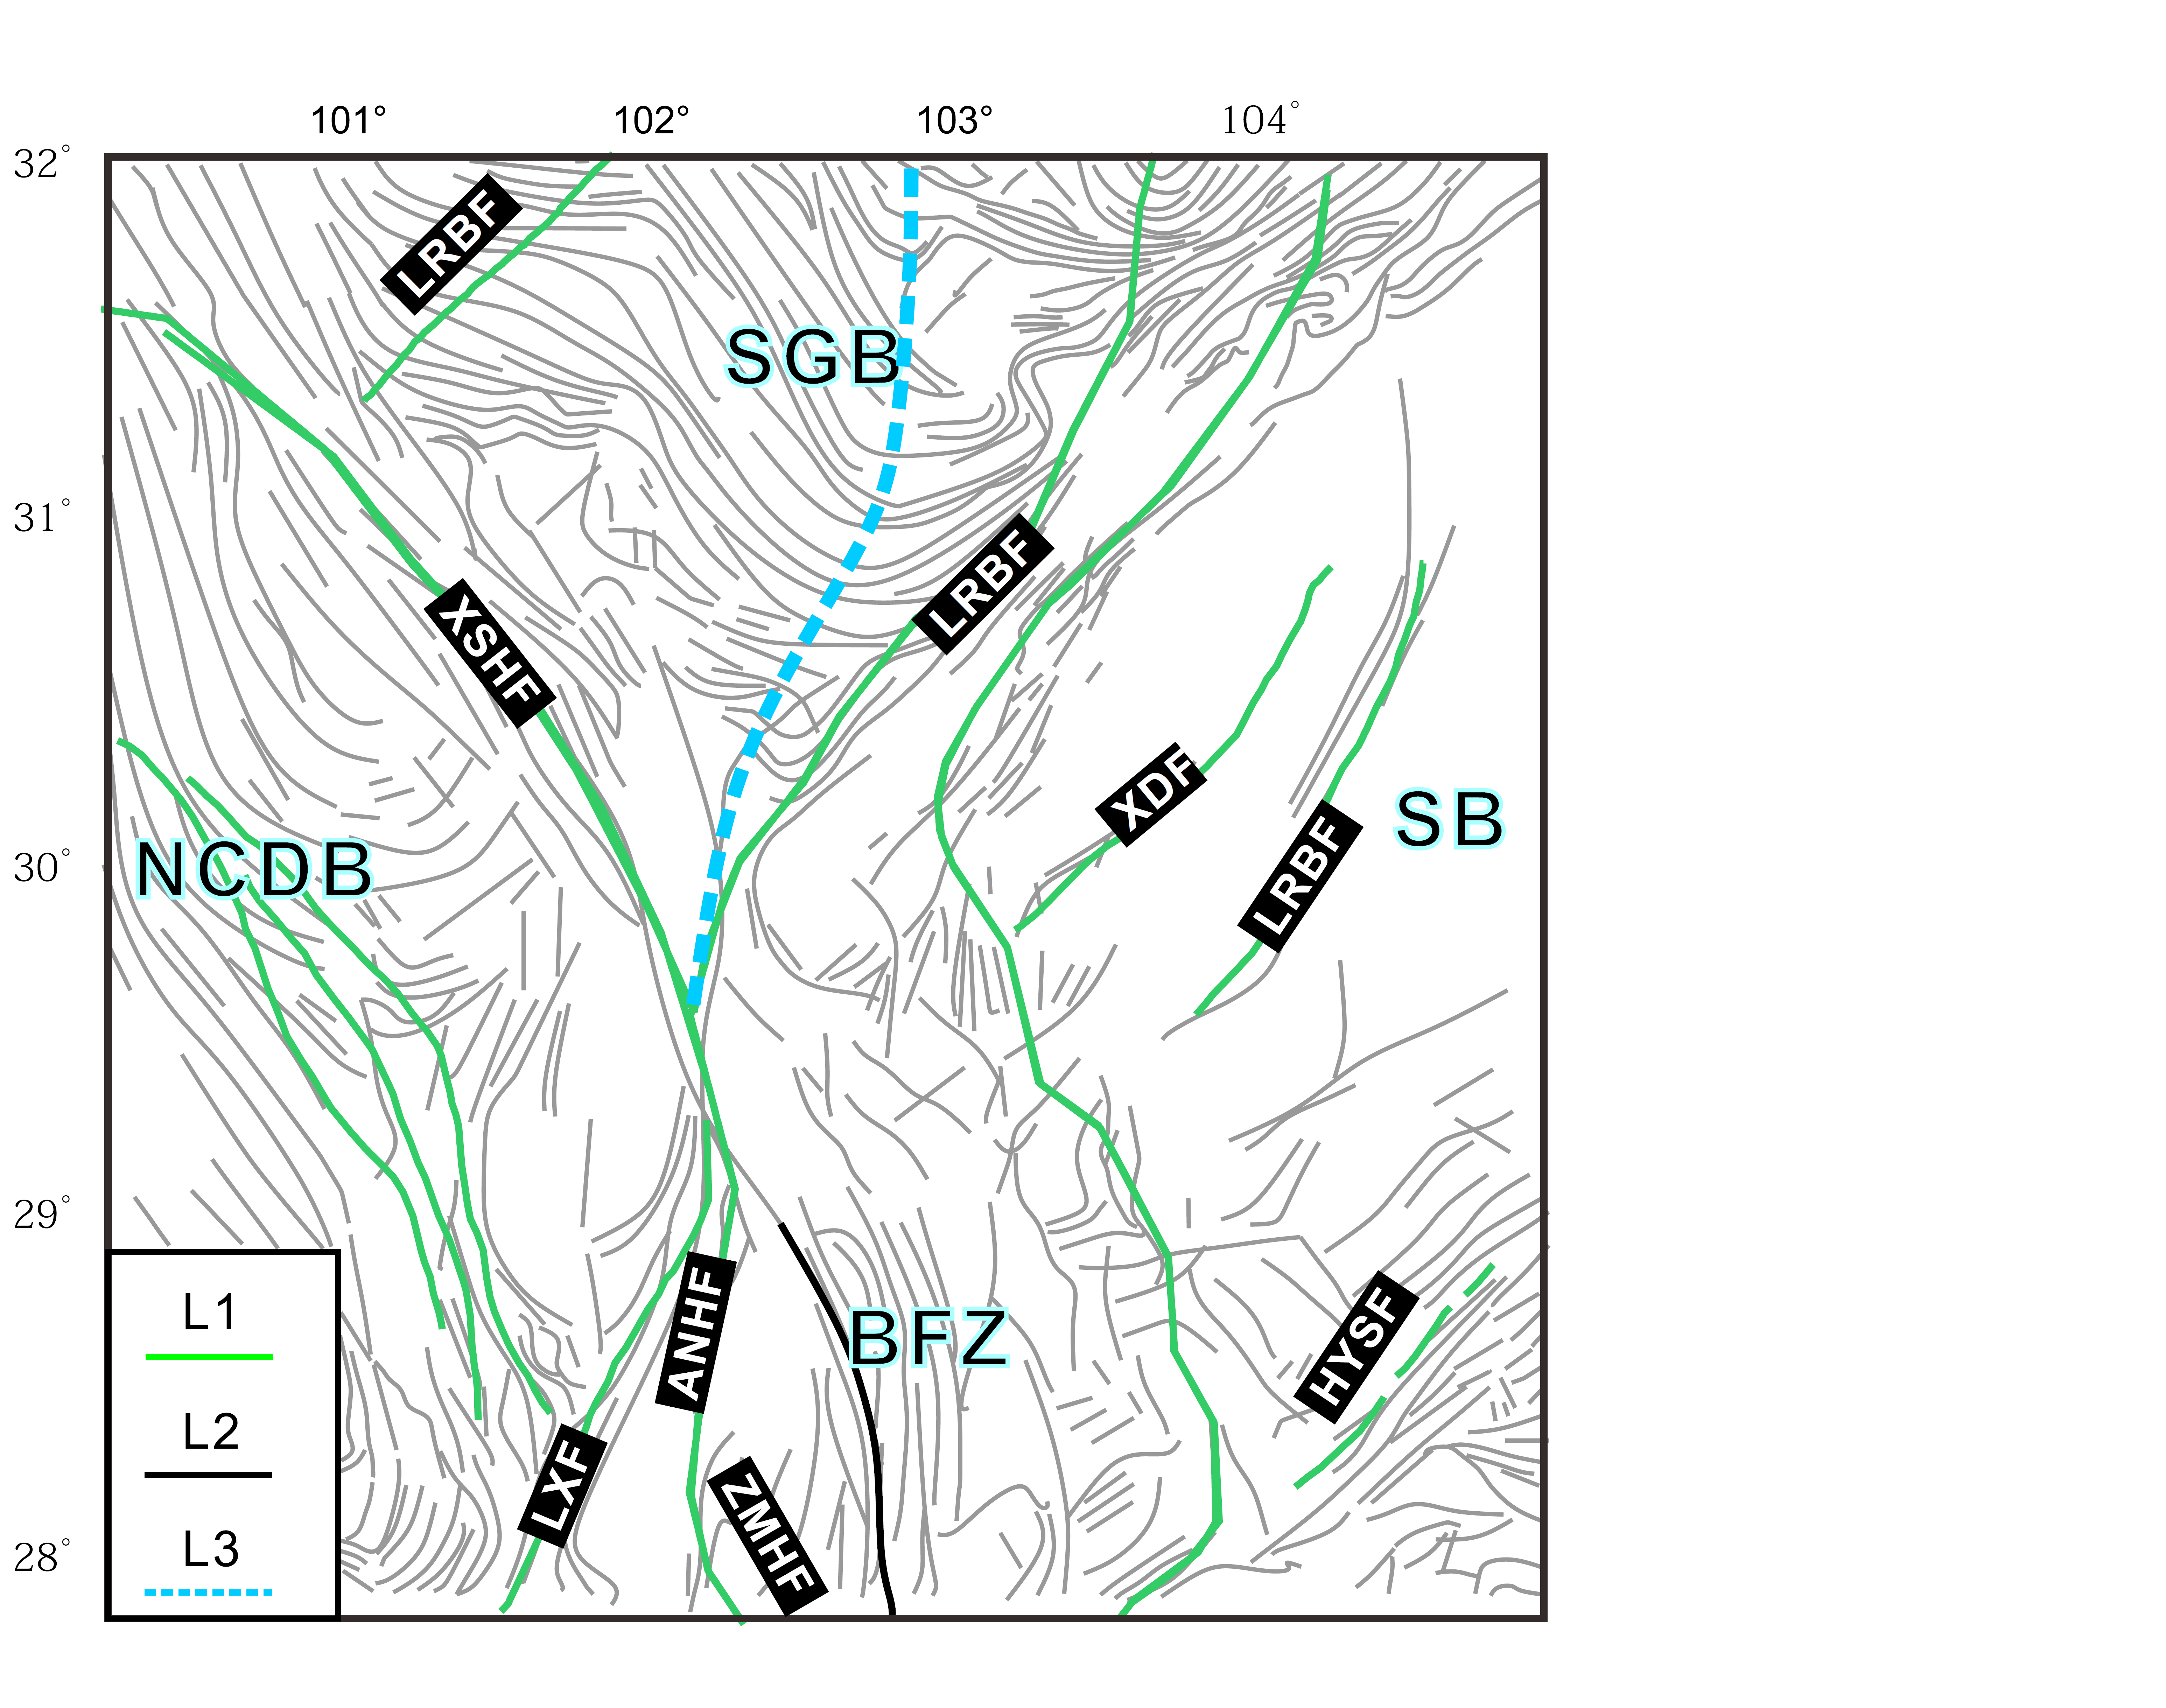 101° 102° 103° 104°
32°
LRBF
SGB
31°
LRBF
XSHF
XDF
SB
30°
NCDB
LRBF
29°
L1
ANHF
BFZ
HYSF
L2
LXF
ZMHF
L3
28°